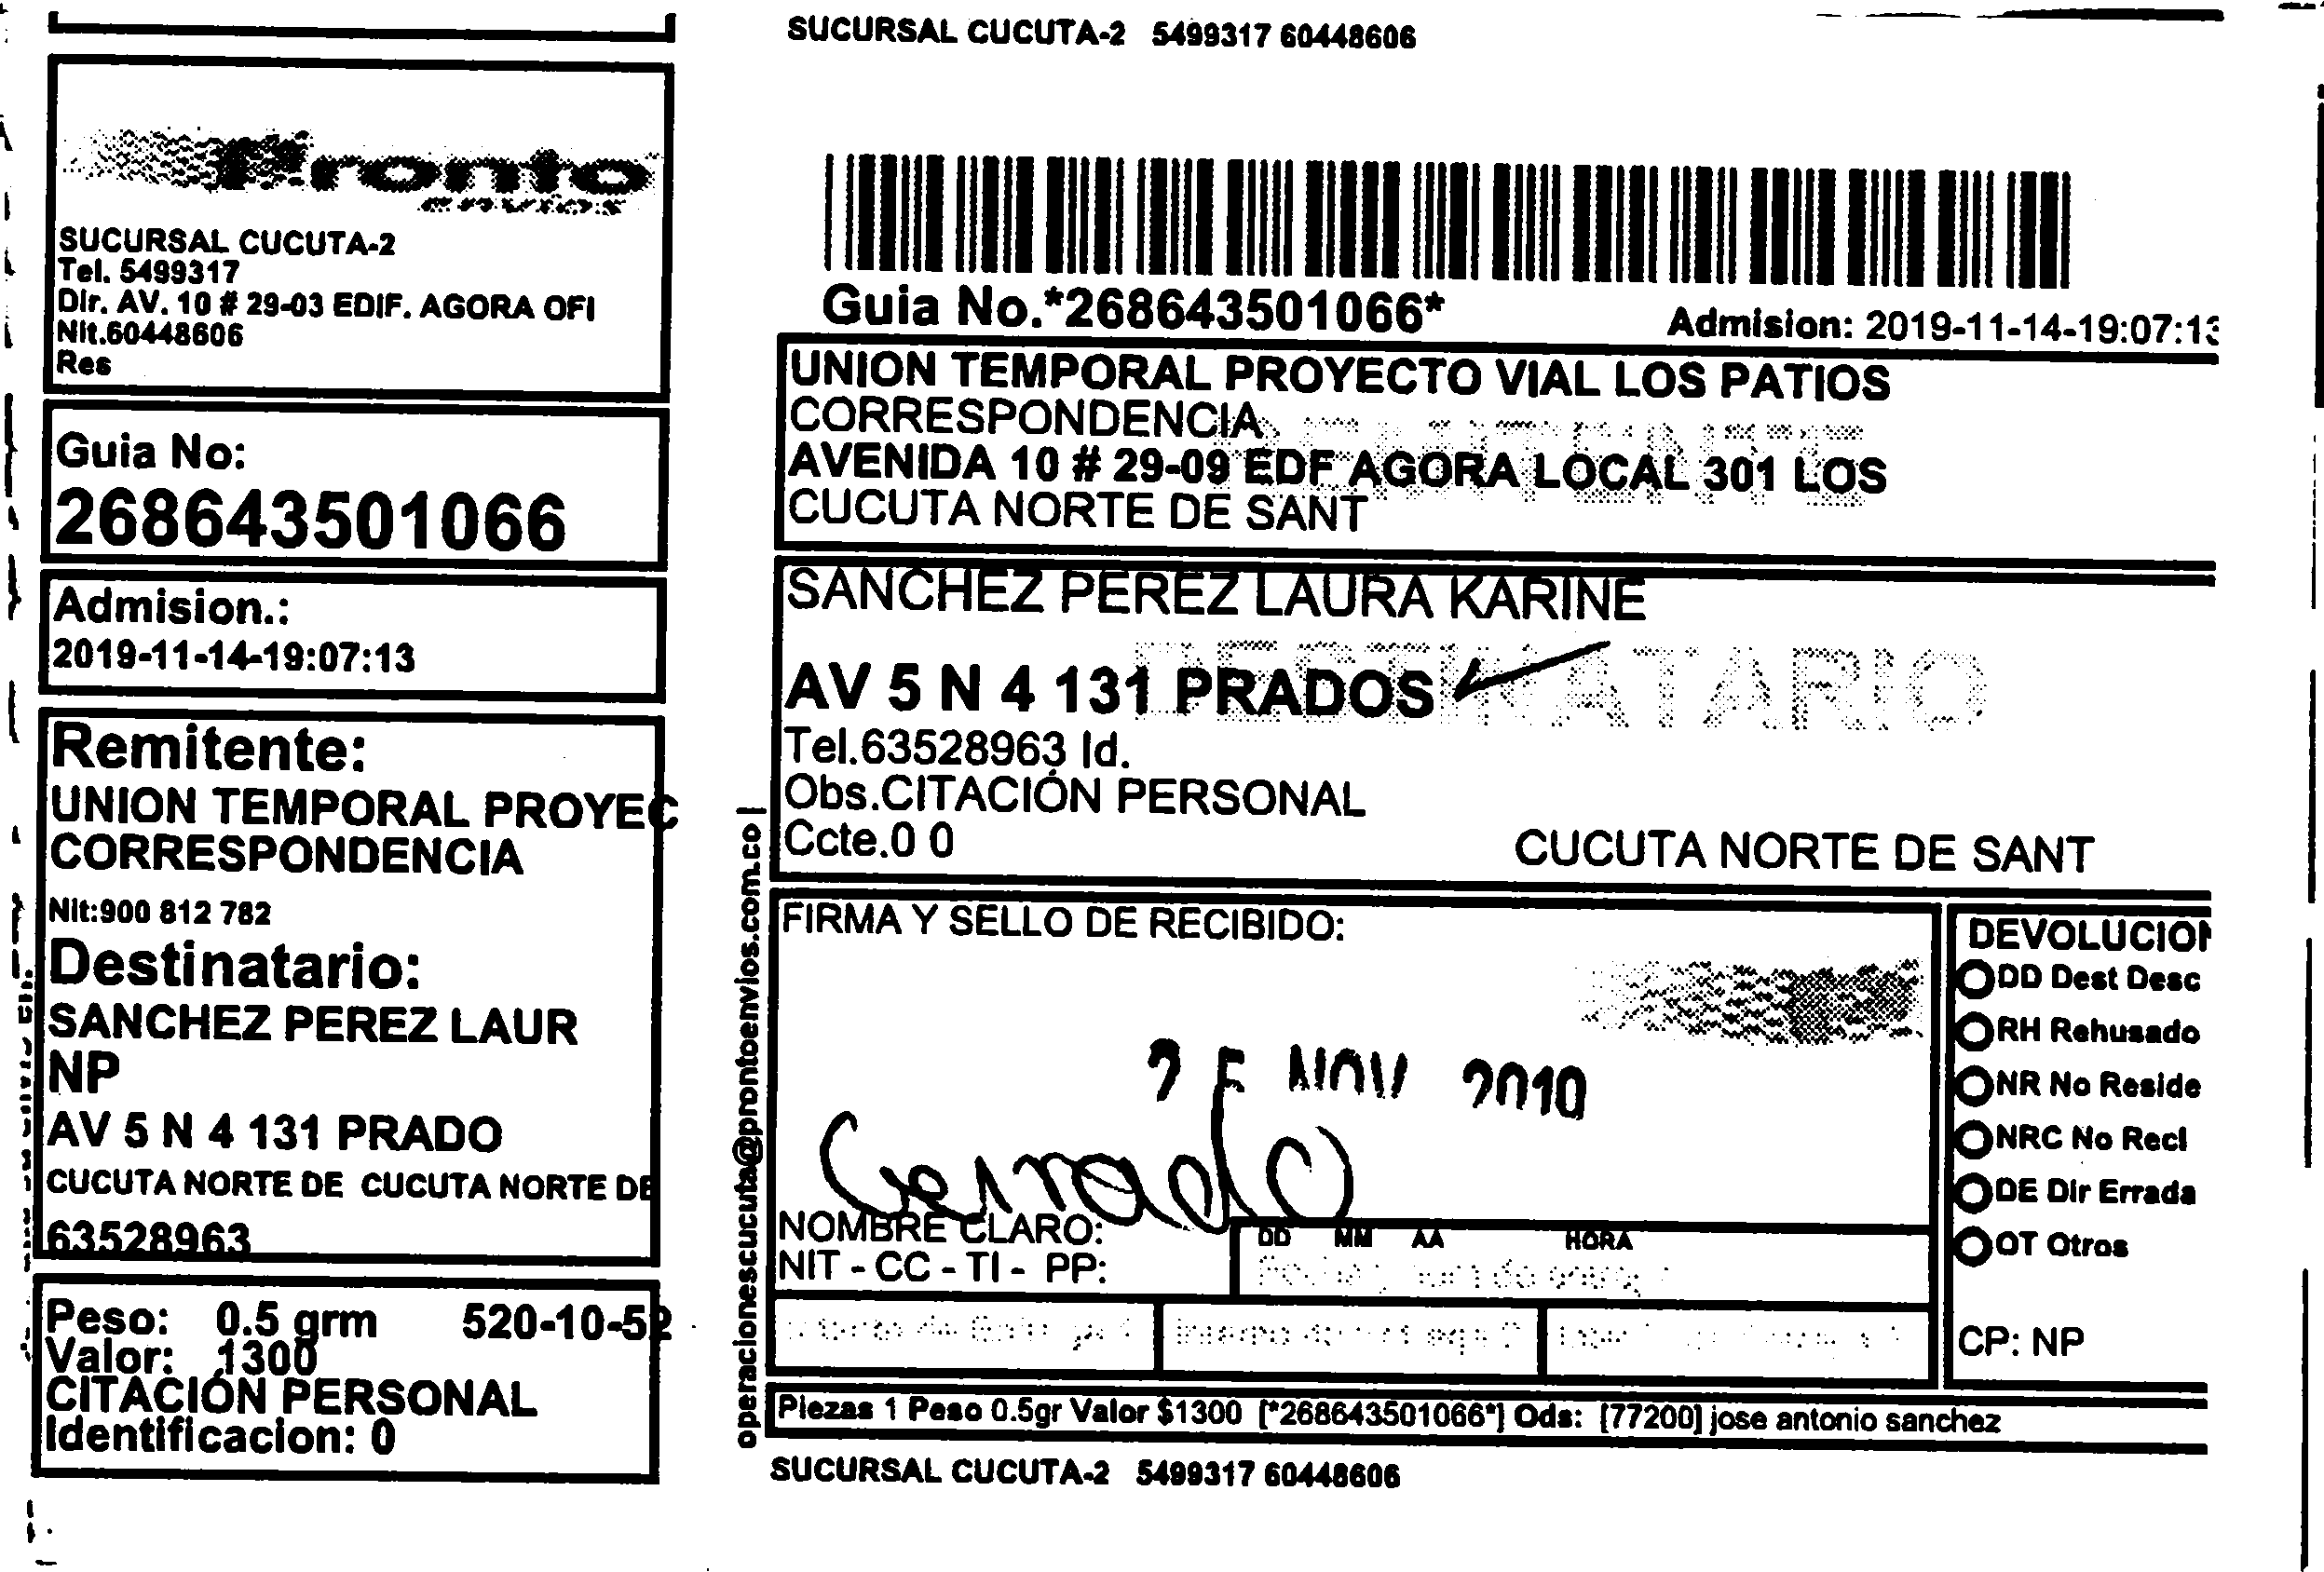 SUCURSAL CUCUTA-2 5499317 60448606
Pronto
envios
SUCURSAL CUCUTA-2
Tel. 5499317
Dir. AV. 10 # 29-03 EDIF. AGORA OFI
Nit.60448606
Res
Guia No:
268643501066
Admision.:
2019-11-14-19:07:13
Remitente:
UNION TEMPORAL PROYEC
CORRESPONDENCIA
Nit:900 812 782
Destinatario:
SANCHEZ PEREZ LAUR
NP
AV 5 N 4 131 PRADO
CUCUTA NORTE DE CUCUTA NORTE DE
63528963
Peso: 0.5 grm 520-10-52
Valor: 1300
CITACIÓN PERSONAL
Identificacion: 0
Guia No.*268643501066*
Admision: 2019-11-14-19:07:13
UNION TEMPORAL PROYECTO VIAL LOS PATIOS
CORRESPONDENCIA
AVENIDA 10 # 29-09 EDF AGORA LOCAL 301 LOS
CUCUTA NORTE DE SANT
SANCHEZ PEREZ LAURA KARINE
DESTINATARIO
AV 5 N 4 131 PRADOS
Tel.63528963 Id.
Obs.CITACIÓN PERSONAL
Ccte.0 0
CUCUTA NORTE DE SANT
operacionescucuta@prontoenvios.com.co |
FIRMA Y SELLO DE RECIBIDO:
NOV
Cerrado
NOMBRE CLARO:
NIT - CC - TI - PP:
DD MM AA HORA
DEVOLUCION
DD Dest Desc
RH Rehusado
NR No Reside
NRC No Recl
DE Dir Errada
OT Otros
CP: NP
Piezas 1 Peso 0.5gr Valor $1300 [*268643501066*] Ods: [77200] jose antonio sanchez
SUCURSAL CUCUTA-2 5499317 60448606